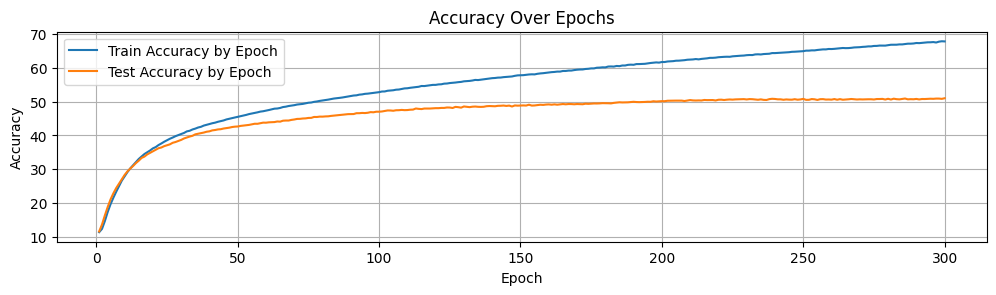 Accuracy Over Epochs
Train Accuracy by Epoch
Test Accuracy by Epoch
Accuracy
70
60
50
40
30
20
10
0 50 100 150 200 250 300
Epoch